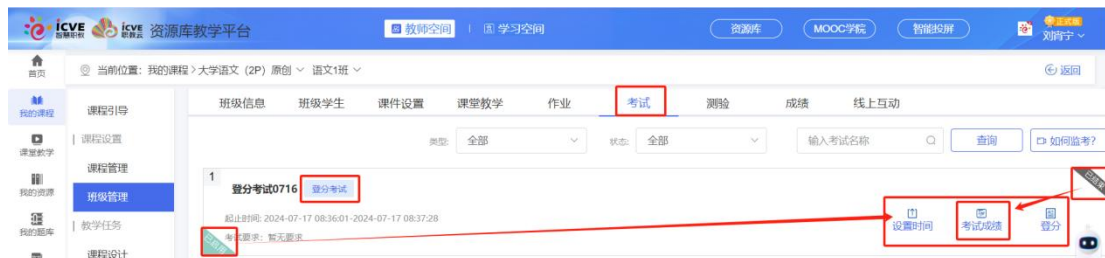 icve 智慧职教 icve 职教云 资源库教学平台 教师空间 学习空间 资源库 MOOC学院 智能投屏 正式版 刘尚宁
首页 当前位置：我的课程>大学语文（2P）原创 语文1班 返回
我的课程 课程引导 班级信息 班级学生 课件设置 课堂教学 作业 考试 测验 成绩 线上互动
课堂教学 课程设置 类型: 全部 状态: 全部 输入考试名称 查询 如何监考?
我的资源 课程管理 1 登分考试0716 登分考试 已结束
班级管理
我的题库 教学任务 起止时间: 2024-07-17 08:36:01-2024-07-17 08:37:28 设置时间 考试成绩 登分
课程设计 考试要求：暂无要求